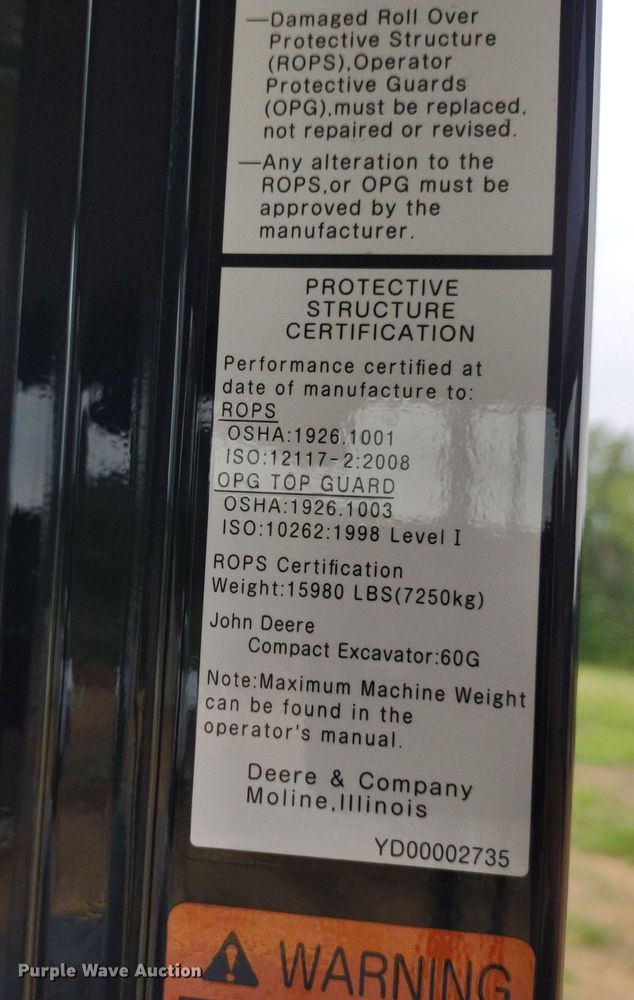 —Damaged Roll Over
Protective Structure
(ROPS),Operator
Protective Guards
(OPG),must be replaced,
not repaired or revised.
—Any alteration to the
ROPS,or OPG must be
approved by the
manufacturer.
PROTECTIVE
STRUCTURE
CERTIFICATION
Performance certified at
date of manufacture to:
ROPS
OSHA:1926.1001
ISO:12117-2:2008
OPG TOP GUARD
OSHA:1926.1003
ISO:10262:1998 Level I
ROPS Certification
Weight:15980 LBS(7250kg)
John Deere
Compact Excavator:60G
Note:Maximum Machine Weight
can be found in the
operator's manual.
Deere & Company
Moline,Illinois
YD00002735
WARNING
Purple Wave Auction